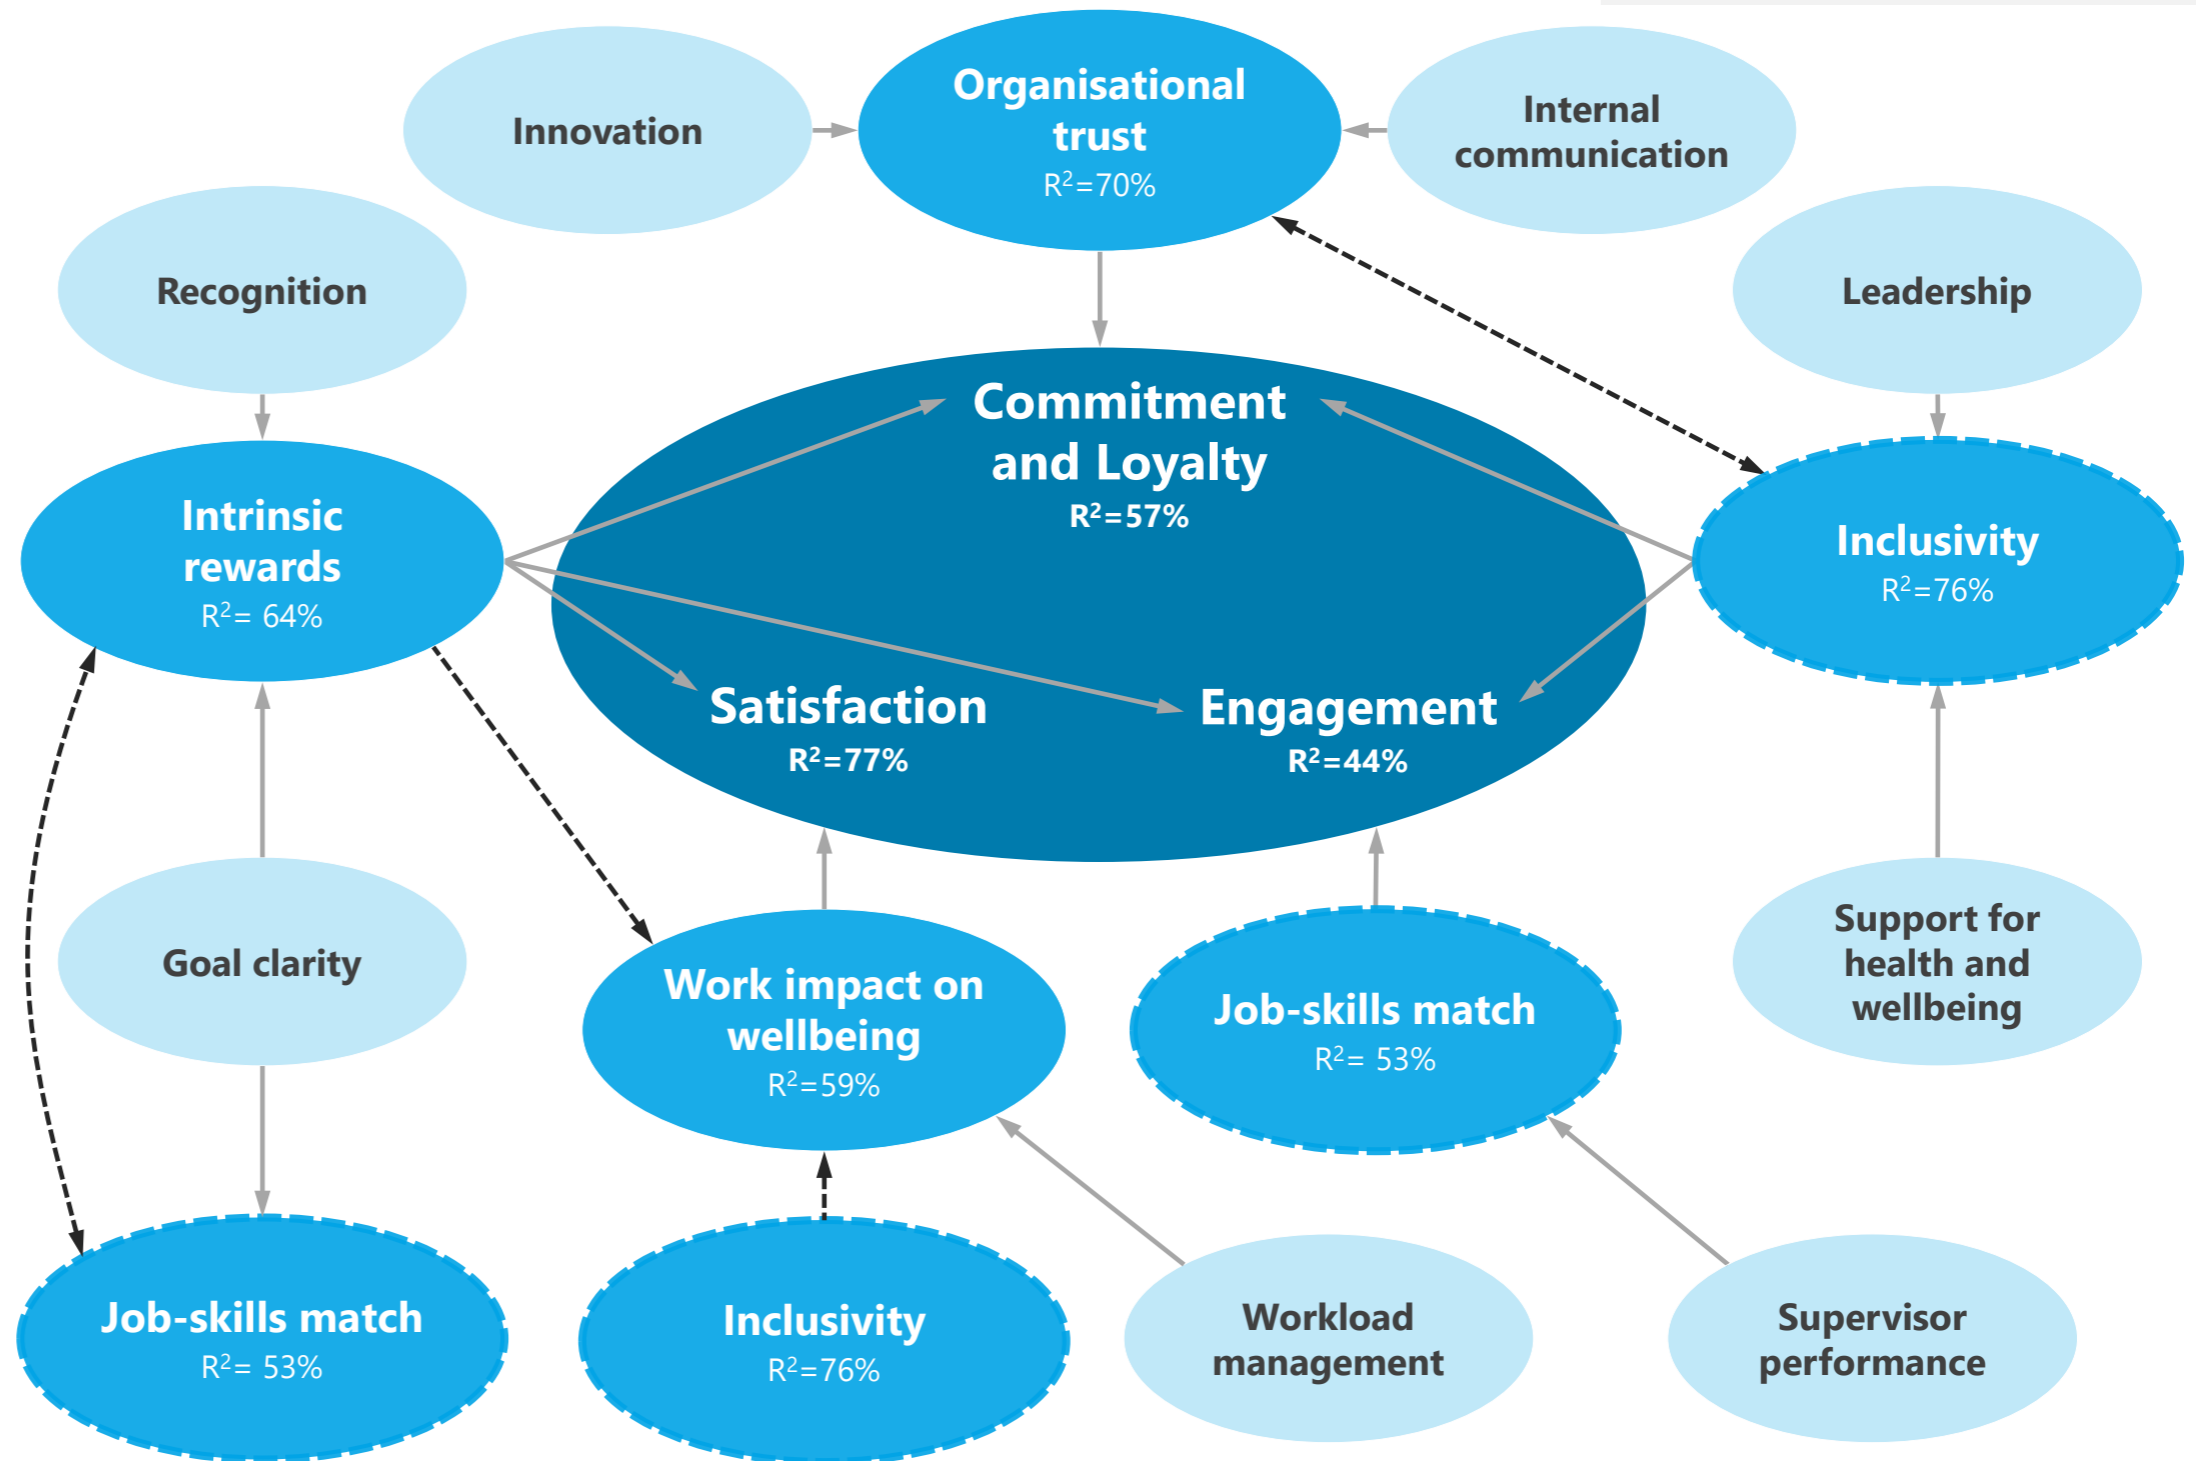 Innovation
Organisational
trust
R²=70%
Internal
communication
Recognition
Leadership
Commitment
and Loyalty
R²=57%
Intrinsic
rewards
R²= 64%
Inclusivity
R²=76%
Satisfaction
R²=77%
Engagement
R²=44%
Goal clarity
Work impact on
wellbeing
R²=59%
Job-skills match
R²= 53%
Support for
health and
wellbeing
Job-skills match
R²= 53%
Inclusivity
R²=76%
Workload
management
Supervisor
performance